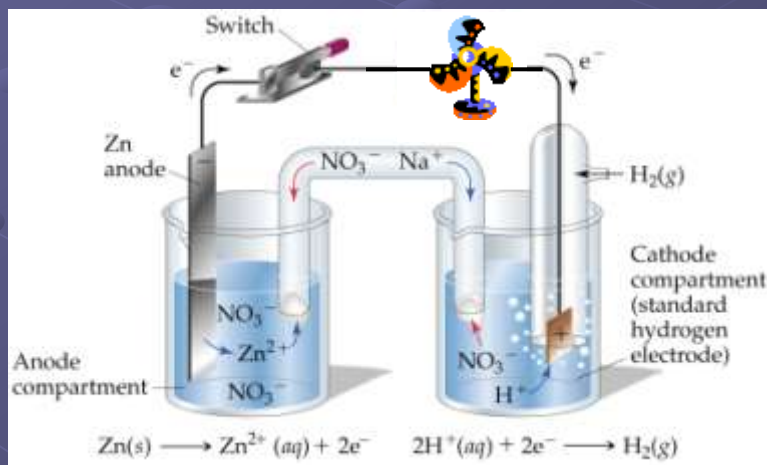 Switch
e⁻
e⁻
Zn
anode
−
NO₃⁻ Na⁺
H₂(g)
Cathode
compartment
(standard
hydrogen
electrode)
NO₃⁻
Zn²⁺
NO₃⁻
Anode
compartment
+
NO₃⁻
H⁺
Zn(s) ⟶ Zn²⁺ (aq) + 2e⁻
2H⁺(aq) + 2e⁻ ⟶ H₂(g)